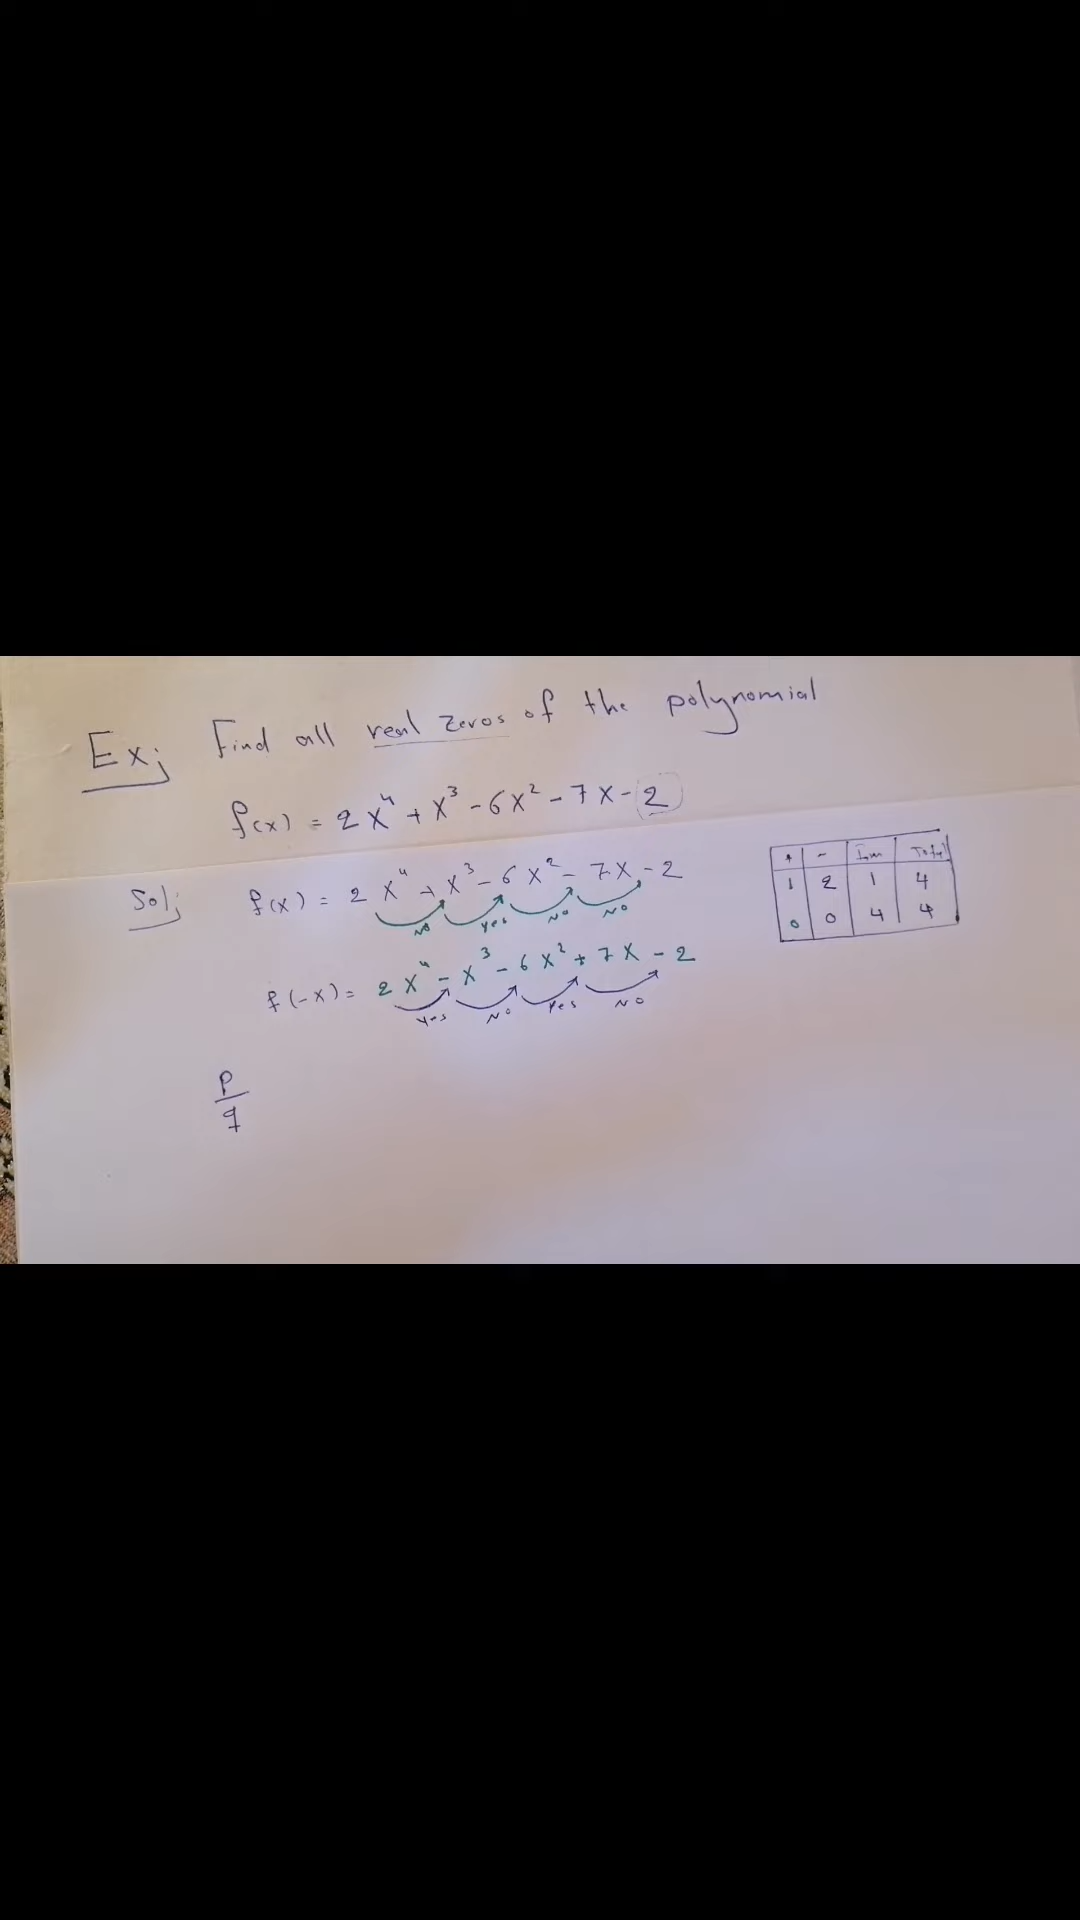 Ex; Find all real zeros of the polynomial
f(x) = 2x⁴ + x³ - 6x² - 7x - 2
Sol; f(x) = 2x⁴ + x³ - 6x² - 7x - 2
No Yes No No
f(-x) = 2x⁴ - x³ - 6x² + 7x - 2
Yes No Yes No
+ - Im Total
1 2 1 4
0 0 4 4
p
q